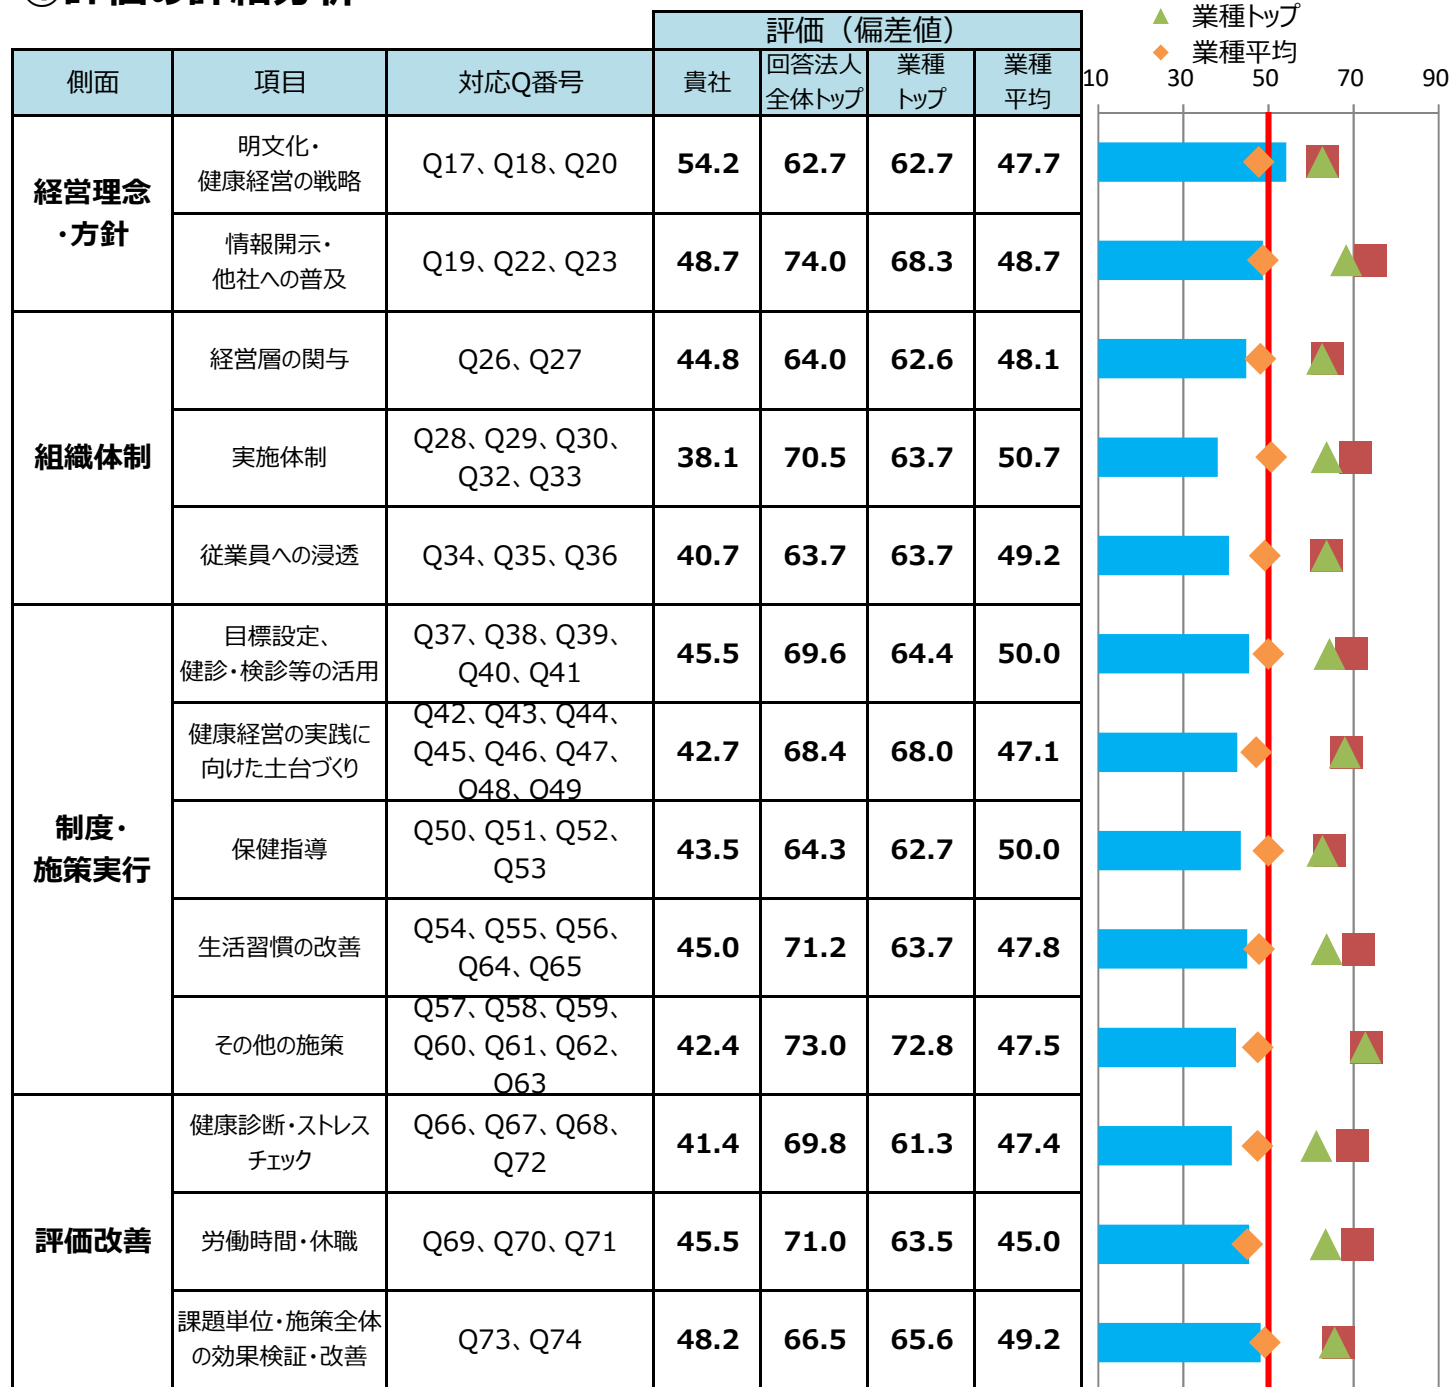 ①評価の詳細分析
▲ 業種トップ
◆ 業種平均
評価（偏差値）
側面 項目 対応Q番号 貴社 回答法人 業種 業種
全体トップ トップ 平均
10 30 50 70 90
経営理念
・方針
明文化・
健康経営の戦略
Q17、Q18、Q20 54.2 62.7 62.7 47.7
情報開示・
他社への普及
Q19、Q22、Q23 48.7 74.0 68.3 48.7
組織体制
経営層の関与 Q26、Q27 44.8 64.0 62.6 48.1
実施体制
Q28、Q29、Q30、
Q32、Q33
38.1 70.5 63.7 50.7
従業員への浸透 Q34、Q35、Q36 40.7 63.7 63.7 49.2
制度・
施策実行
目標設定、
健診・検診等の活用
Q37、Q38、Q39、
Q40、Q41
45.5 69.6 64.4 50.0
健康経営の実践に
向けた土台づくり
Q42、Q43、Q44、
Q45、Q46、Q47、
Q48、Q49
42.7 68.4 68.0 47.1
保健指導
Q50、Q51、Q52、
Q53
43.5 64.3 62.7 50.0
生活習慣の改善
Q54、Q55、Q56、
Q64、Q65
45.0 71.2 63.7 47.8
その他の施策
Q57、Q58、Q59、
Q60、Q61、Q62、
Q63
42.4 73.0 72.8 47.5
評価改善
健康診断・ストレス
チェック
Q66、Q67、Q68、
Q72
41.4 69.8 61.3 47.4
労働時間・休職 Q69、Q70、Q71 45.5 71.0 63.5 45.0
課題単位・施策全体
の効果検証・改善
Q73、Q74 48.2 66.5 65.6 49.2